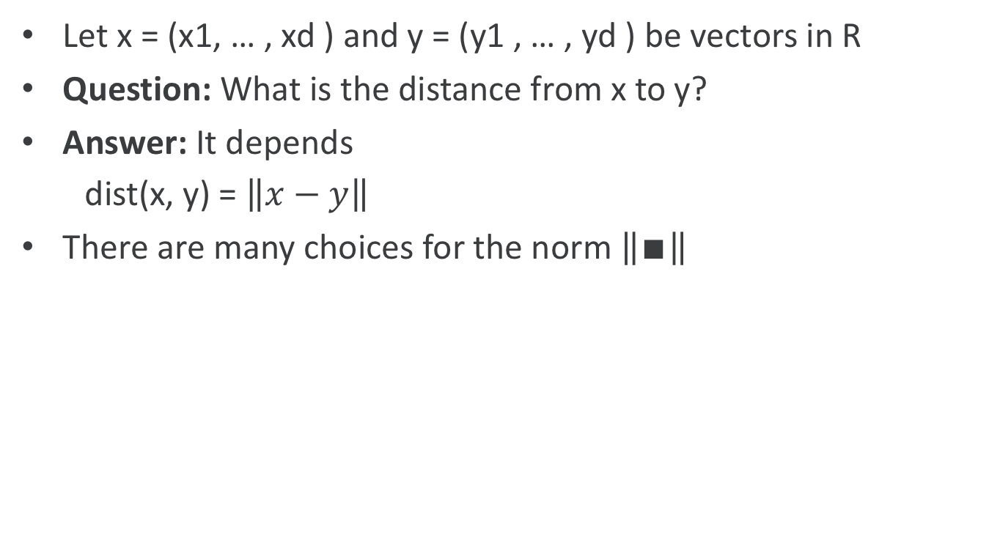 • Let x = (x1, … , xd ) and y = (y1 , … , yd ) be vectors in R
• Question: What is the distance from x to y?
• Answer: It depends
dist(x, y) = ‖𝑥 − 𝑦‖
• There are many choices for the norm ‖■‖